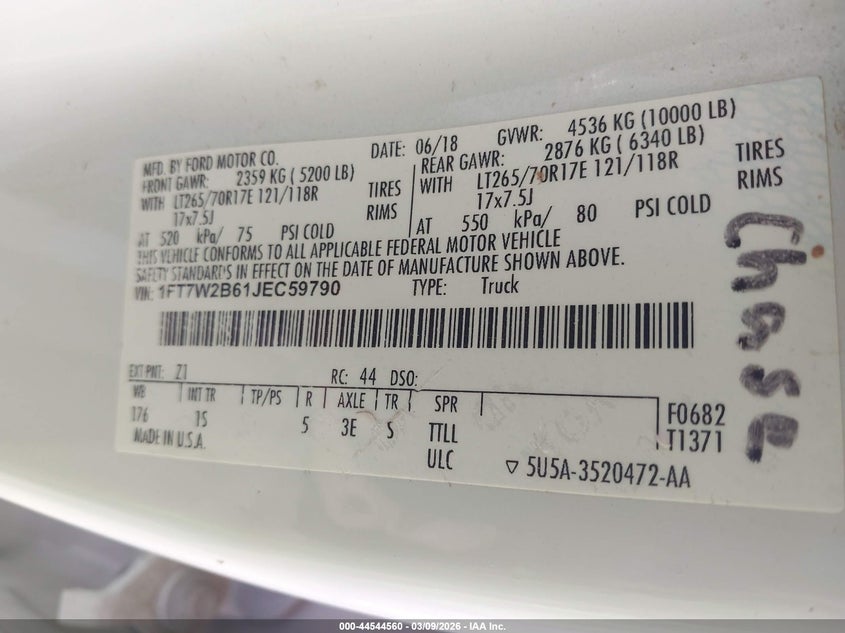 MFD. BY FORD MOTOR CO.
DATE: 06/18 GVWR: 4536 KG (10000 LB)
FRONT GAWR: 2359 KG ( 5200 LB) REAR GAWR: 2876 KG ( 6340 LB)
WITH LT265/70R17E 121/118R TIRES WITH LT265/70R17E 121/118R TIRES
17x7.5J RIMS 17x7.5J RIMS
AT 520 kPa/ 75 PSI COLD AT 550 kPa/ 80 PSI COLD
THIS VEHICLE CONFORMS TO ALL APPLICABLE FEDERAL MOTOR VEHICLE
SAFETY STANDARDS IN EFFECT ON THE DATE OF MANUFACTURE SHOWN ABOVE.
VIN: 1FT7W2B61JEC59790 TYPE: Truck
EXT PNT: Z1 RC: 44 DSO:
WB INT TR TP/PS R AXLE TR SPR
176 5 3E S TTLL
ULC
F0682
T1371
MADE IN U.S.A.
▽ 5U5A-3520472-AA
Chase
000-44544560 - 03/09/2026 - IAA Inc.